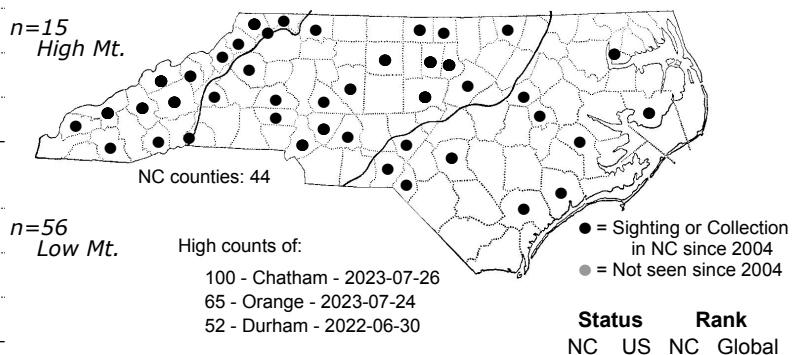 n=15
High Mt.
NC counties: 44
n=56
Low Mt.
High counts of:
100 - Chatham - 2023-07-26
65 - Orange - 2023-07-24
52 - Durham - 2022-06-30
● = Sighting or Collection
in NC since 2004
● = Not seen since 2004
Status Rank
NC US NC Global